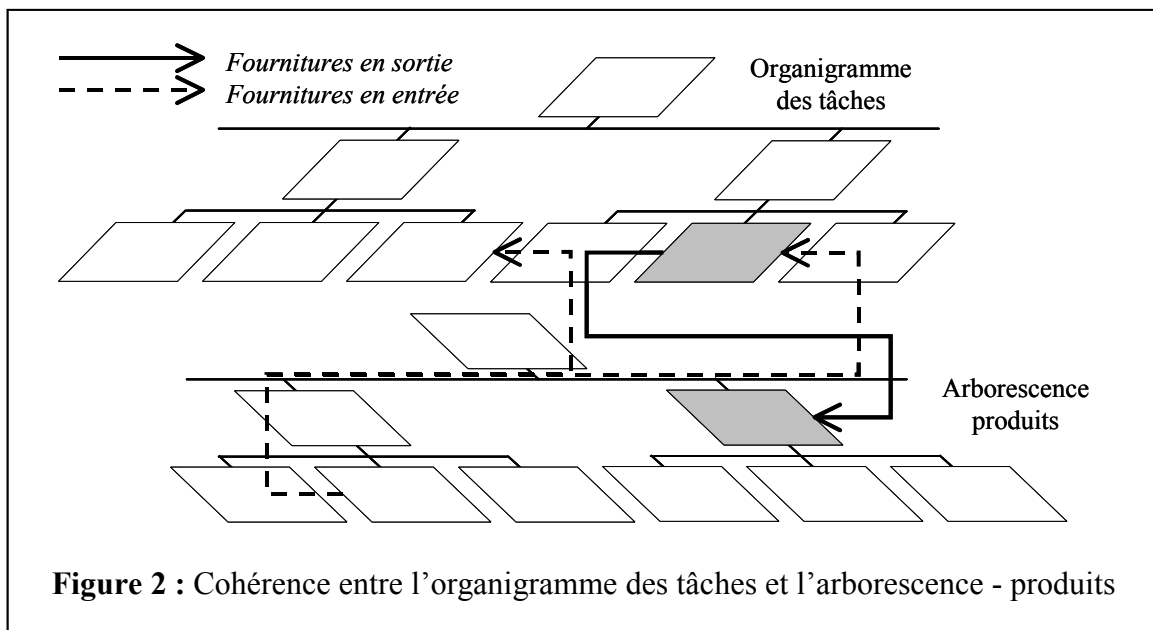 Fournitures en sortie
Fournitures en entrée
Organigramme
des tâches
Arborescence
produits
Figure 2 : Cohérence entre l’organigramme des tâches et l’arborescence - produits